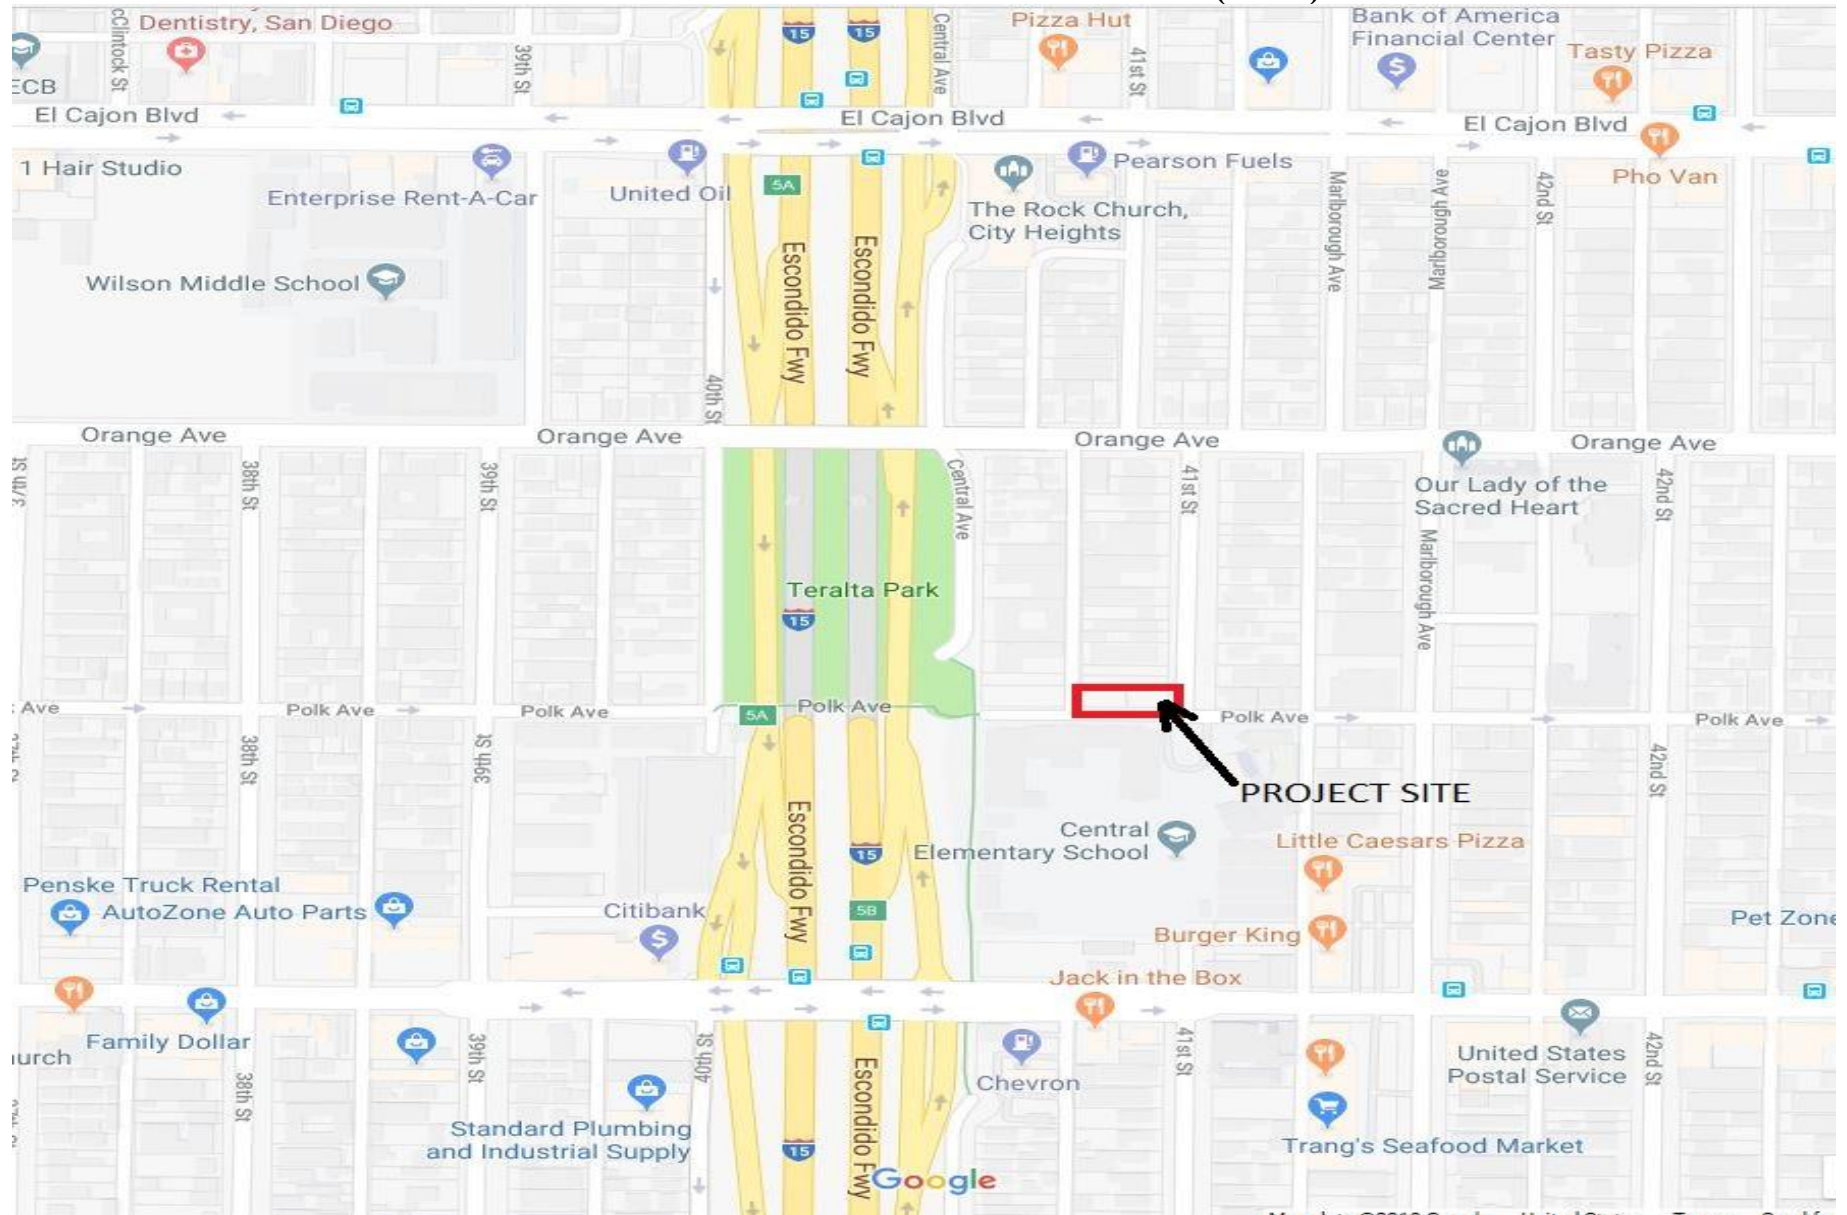 Dentistry, San Diego
Pizza Hut
Bank of America
Financial Center
Tasty Pizza
15
15
Central Ave
39th St
41st St
ECB
El Cajon Blvd
El Cajon Blvd
El Cajon Blvd
1 Hair Studio
Enterprise Rent-A-Car
United Oil
5A
Pearson Fuels
Pho Van
The Rock Church,
City Heights
Marlborough Ave
Marlborough Ave
42nd St
Wilson Middle School
Escondido Fwy
Escondido Fwy
40th St
Orange Ave
Orange Ave
Orange Ave
Orange Ave
38th St
39th St
Central Ave
41st St
Our Lady of the
Sacred Heart
42nd St
Marlborough Ave
Teralta Park
15
Ave
Polk Ave
Polk Ave
5A
Polk Ave
Polk Ave
Polk Ave
38th St
39th St
42nd St
PROJECT SITE
Escondido Fwy
15
Central
Elementary School
Little Caesars Pizza
Penske Truck Rental
AutoZone Auto Parts
Citibank
5B
Pet Zone
Burger King
Jack in the Box
Family Dollar
39th St
40th St
41st St
42nd St
United States
Postal Service
Chevron
38th St
Escondido Fwy
Standard Plumbing
and Industrial Supply
15
Trang's Seafood Market
Google